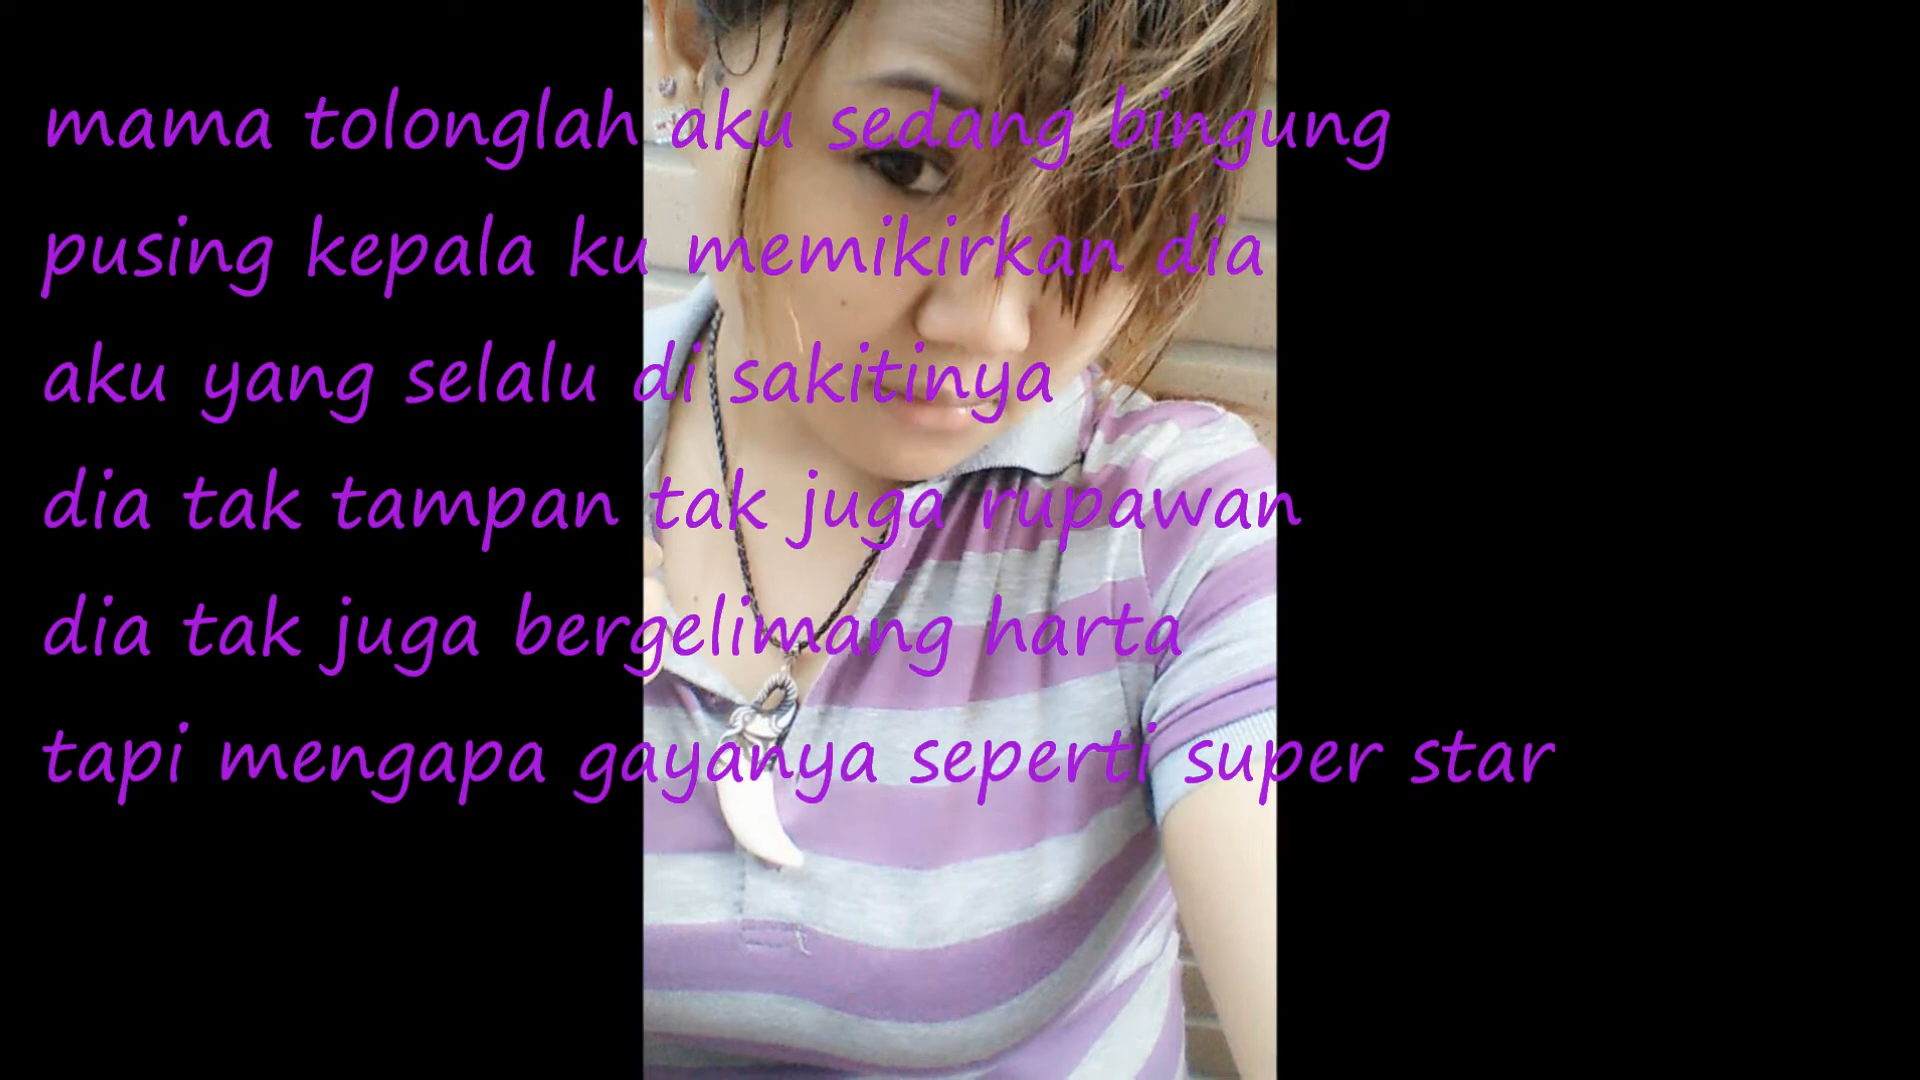 mama tolonglah aku sedang bingung
pusing kepala ku memikirkan dia
aku yang selalu di sakitinya
dia tak tampan tak juga rupawan
dia tak juga bergelimang harta
tapi mengapa gayanya seperti super star